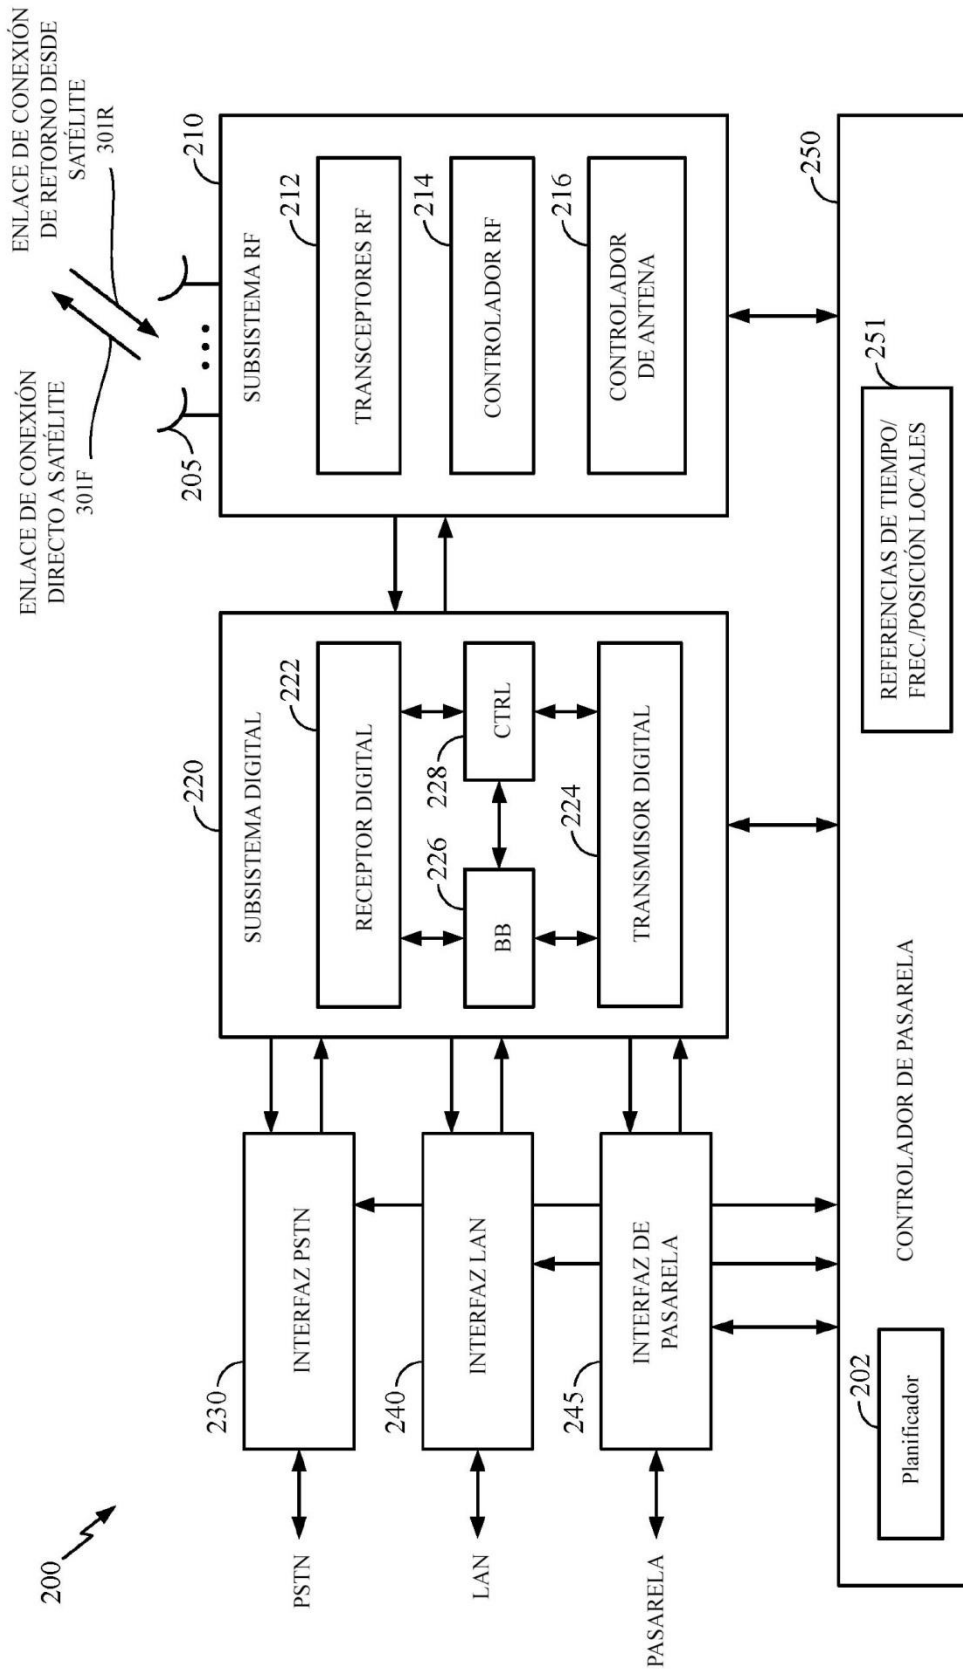 200
ENLACE DE CONEXIÓN
DIRECTO A SATÉLITE
301F
ENLACE DE CONEXIÓN
DE RETORNO DESDE
SATÉLITE
301R
205
PSTN
230
INTERFAZ PSTN
LAN
240
INTERFAZ LAN
PASARELA
245
INTERFAZ DE
PASARELA
220
SUBSISTEMA DIGITAL
222
RECEPTOR DIGITAL
226
BB
228
CTRL
224
TRANSMISOR DIGITAL
210
SUBSISTEMA RF
212
TRANSCEPTORES RF
214
CONTROLADOR RF
216
CONTROLADOR
DE ANTENA
202
Planificador
CONTROLADOR DE PASARELA
251
REFERENCIAS DE TIEMPO/
FREC./POSICIÓN LOCALES
250